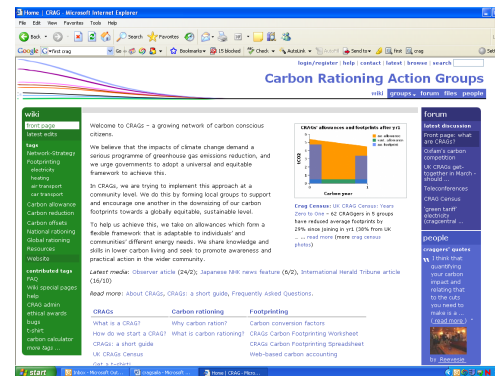 Home | CRAG - Microsoft Internet Explorer
File Edit View Favorites Tools Help
Back Search Favorites
Google first crag Go Bookmarks 15 blocked Check AutoLink Send to first crag
login/register | help | contact | latest | browse | search
Carbon Rationing Action Groups
wiki groups forum files people
wiki
front page
latest edits
tags
Network-Strategy
Footprinting
electricity
heating
air transport
car transport
Carbon allowance
Carbon reduction
Carbon offsets
National rationing
Global rationing
Resources
Website
contributed tags
FAQ
Wiki special pages
help
CRAG admin
ethical awards
bugs
t-shirt
carbon calculator
more tags ...
Welcome to CRAGs – a growing network of carbon conscious
citizens.
We believe that the impacts of climate change demand a
serious programme of greenhouse gas emissions reduction, and
we urge governments to adopt a universal and equitable
framework to achieve this.
In CRAGs, we are trying to implement this approach at a
community level. We do this by forming local groups to support
and encourage one another in the downsizing of our carbon
footprints towards a globally equitable, sustainable level.
To help us achieve this, we take on allowances which form a
flexible framework that is adaptable to individuals' and
communities' different energy needs. We share knowledge and
skills in lower carbon living and seek to promote awareness and
practical action in the wider community.
Latest media: Observer article (24/2); Japanese NHK news feature (6/2), International Herald Tribune article
(16/10)
Read more: About CRAGs, CRAGs: a short guide, Frequently Asked Questions.
CRAGs' allowances and footprints after yr1
Carbon year
Crag Census: UK CRAG Census: Years
Zero to One – 62 CRAGgers in 5 groups
have reduced average footprints by
29% since joining in yr1 (38% from UK
... ... read more (more crag census
photos)
CRAGs Carbon rationing Footprinting
What is a CRAG? Why carbon ration? Carbon conversion factors
How do we start a CRAG? What is carbon rationing? CRAGs Carbon Footprinting Worksheet
CRAGs: a short guide CRAGs Carbon Footprinting Spreadsheet
UK CRAGs Census Web-based carbon accounting
Get a t-shirt!
forum
latest discussion
Front page: what
are CRAGs?
Oxfam's carbon
competition
UK CRAGs get-
together in March -
should ...
Teleconferences
CRAG Census
'green tariff'
electricity
(cragcentral ...
people
craggers' quotes
I think that
quantifying
your carbon
impact and
relating that
to the cuts
you need to
make is a ...
( read more )
by Reevesie
start Inbox - Microsoft Out... Microsoft ... Home | CRAG - Micro...